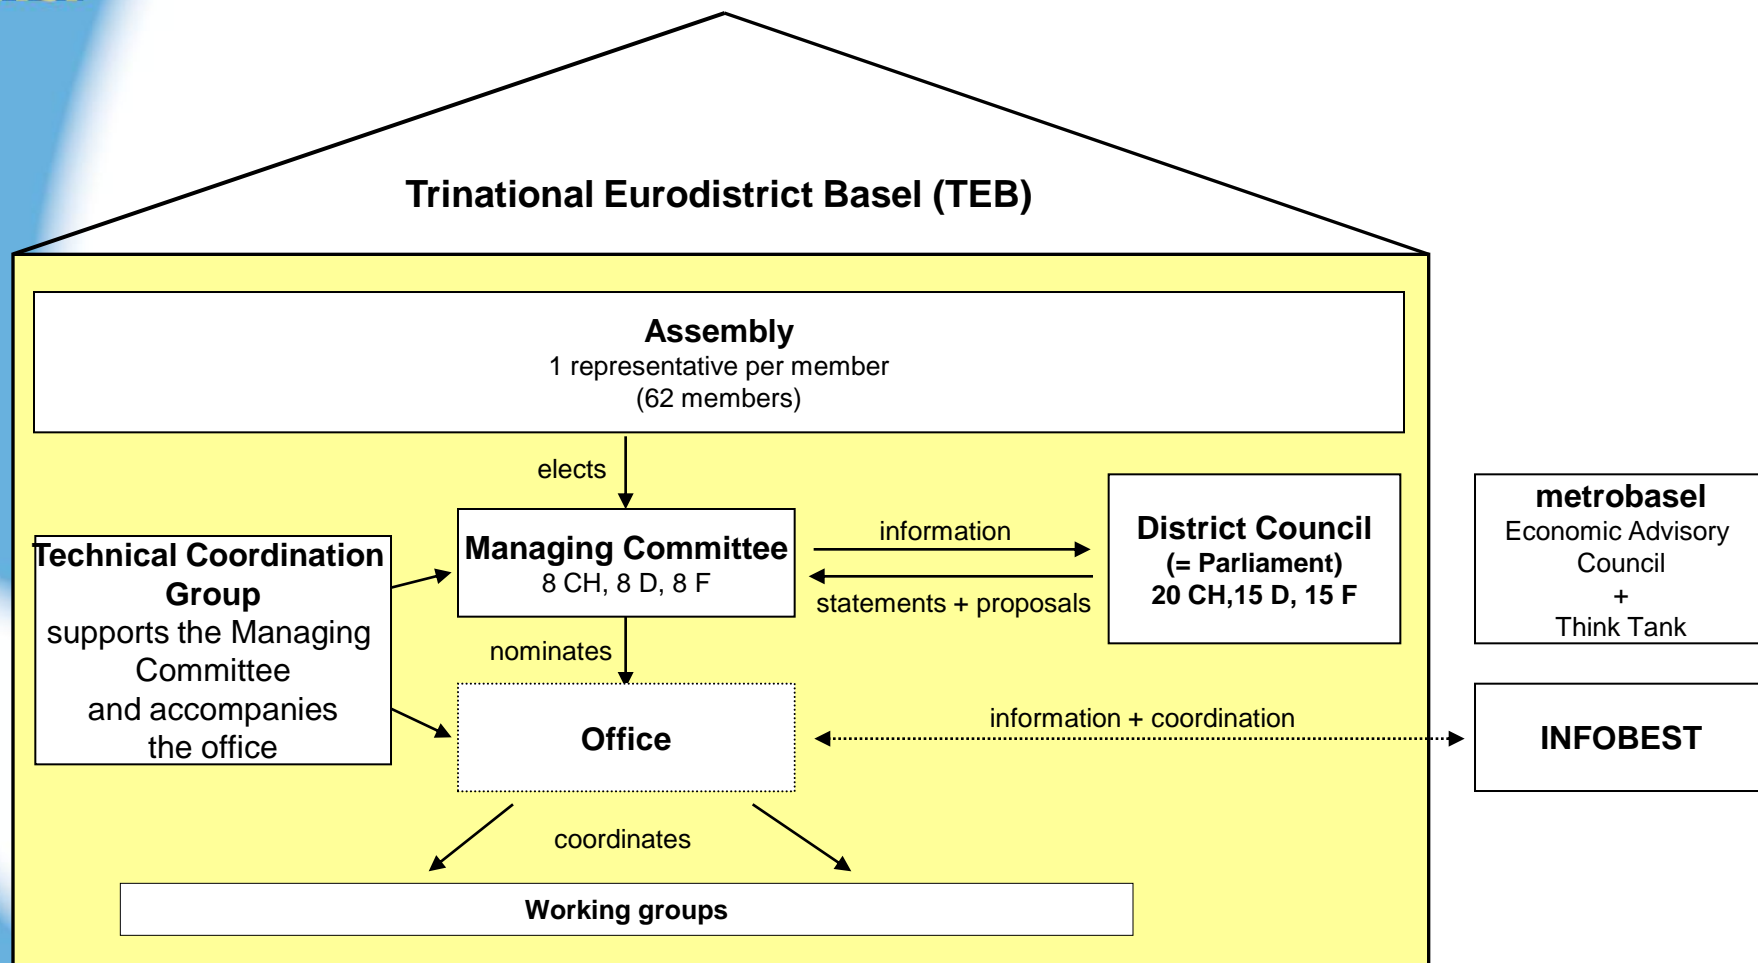 Trinational Eurodistrict Basel (TEB)
Assembly
1 representative per member
(62 members)
elects
Technical Coordination
Group
supports the Managing
Committee
and accompanies
the office
Managing Committee
8 CH, 8 D, 8 F
information
statements + proposals
District Council
(= Parliament)
20 CH,15 D, 15 F
metrobasel
Economic Advisory
Council
+
Think Tank
nominates
Office
information + coordination
INFOBEST
coordinates
Working groups